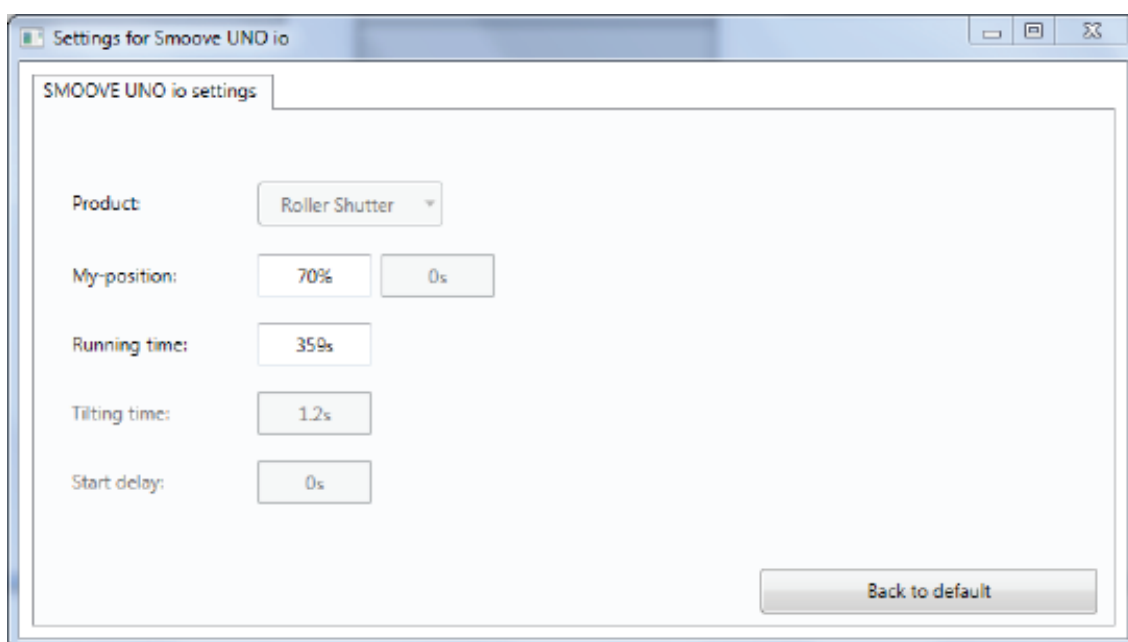 Settings for Smoove UNO io
SMOOVE UNO io settings
Product: Roller Shutter
My-position: 70% 0s
Running time: 359s
Tilting time: 1.2s
Start delay: 0s
Back to default